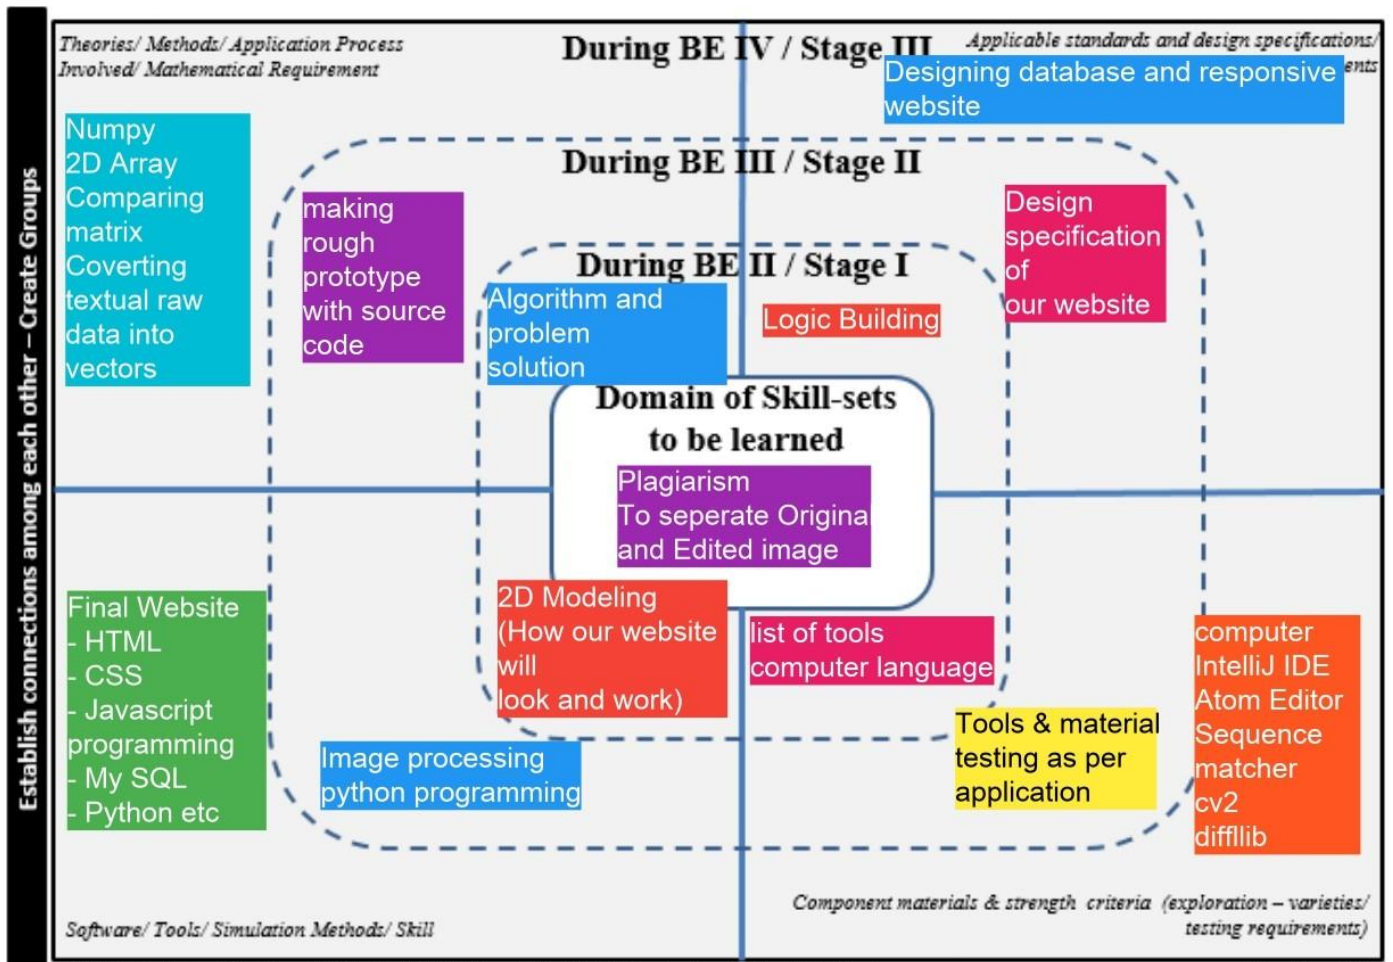 Establish connections among each other – Create Groups
Theories/ Methods/ Application Process
Involved/ Mathematical Requirement
During BE IV / Stage III
Applicable standards and design specifications/
ents
Designing database and responsive
website
Numpy
2D Array
Comparing
matrix
Coverting
textual raw
data into
vectors
During BE III / Stage II
making
rough
prototype
with source
code
Design
specification
of
our website
During BE II / Stage I
Algorithm and
problem
solution
Logic Building
Domain of Skill-sets
to be learned
Plagiarism
To seperate Original
and Edited image
Final Website
- HTML
- CSS
- Javascript
programming
- My SQL
- Python etc
2D Modeling
(How our website
will
look and work)
list of tools
computer language
Image processing
python programming
Tools & material
testing as per
application
computer
IntelliJ IDE
Atom Editor
Sequence
matcher
cv2
diffllib
Software/ Tools/ Simulation Methods/ Skill
Component materials & strength criteria (exploration – varieties/
testing requirements)